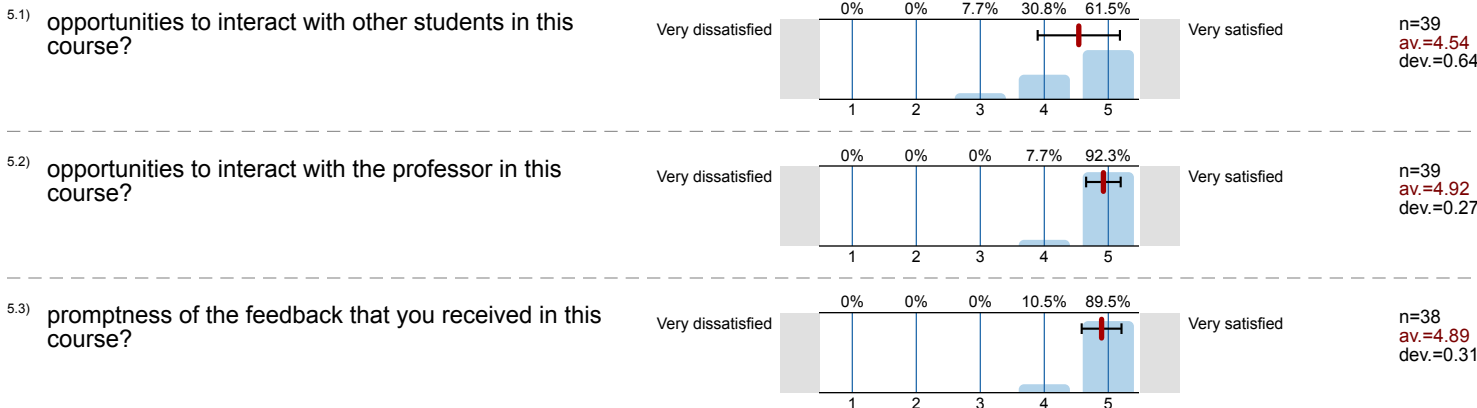 5.1) opportunities to interact with other students in this
course?
Very dissatisfied
0% 0% 7.7% 30.8% 61.5%
1 2 3 4 5
Very satisfied
n=39
av.=4.54
dev.=0.64
5.2) opportunities to interact with the professor in this
course?
Very dissatisfied
0% 0% 0% 7.7% 92.3%
1 2 3 4 5
Very satisfied
n=39
av.=4.92
dev.=0.27
5.3) promptness of the feedback that you received in this
course?
Very dissatisfied
0% 0% 0% 10.5% 89.5%
1 2 3 4 5
Very satisfied
n=38
av.=4.89
dev.=0.31